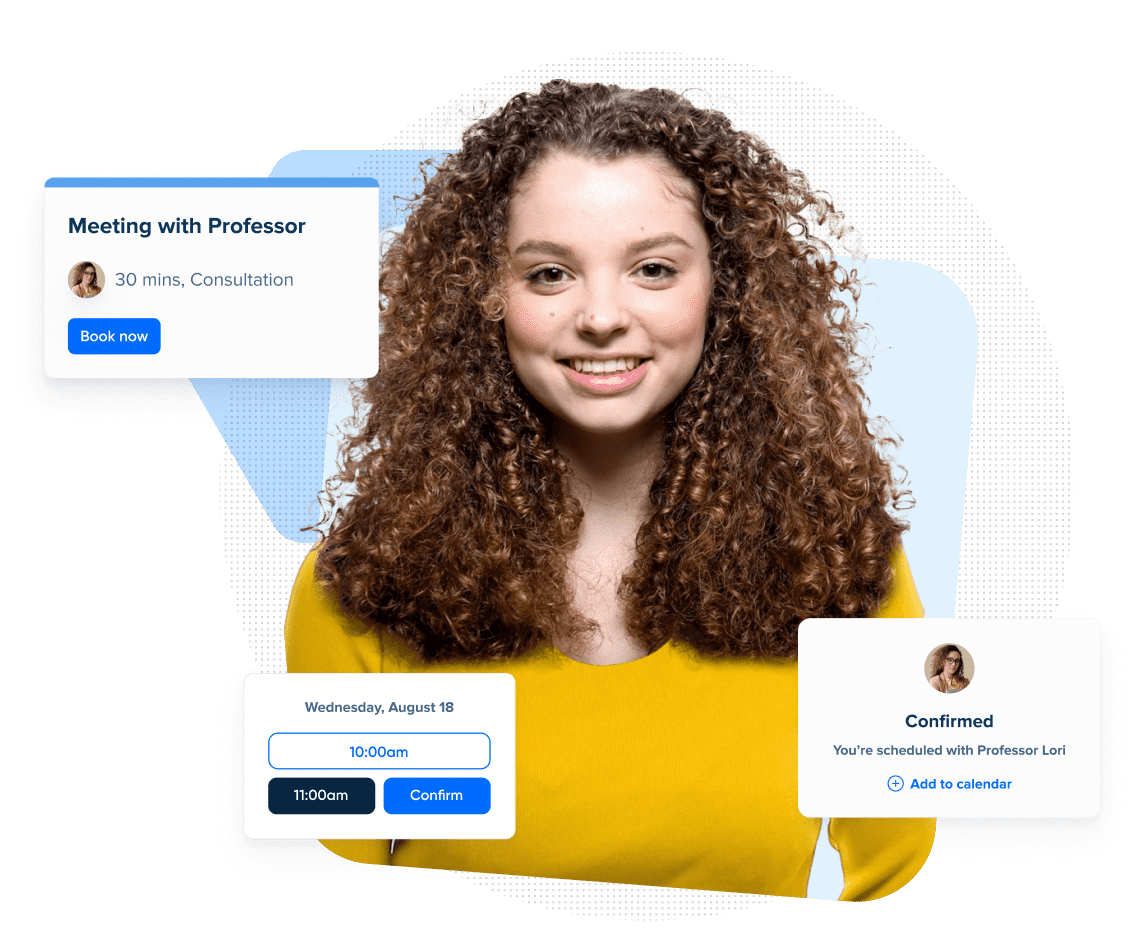 Meeting with Professor
30 mins, Consultation
Book now
Wednesday, August 18
10:00am
11:00am Confirm
Confirmed
You’re scheduled with Professor Lori
Add to calendar